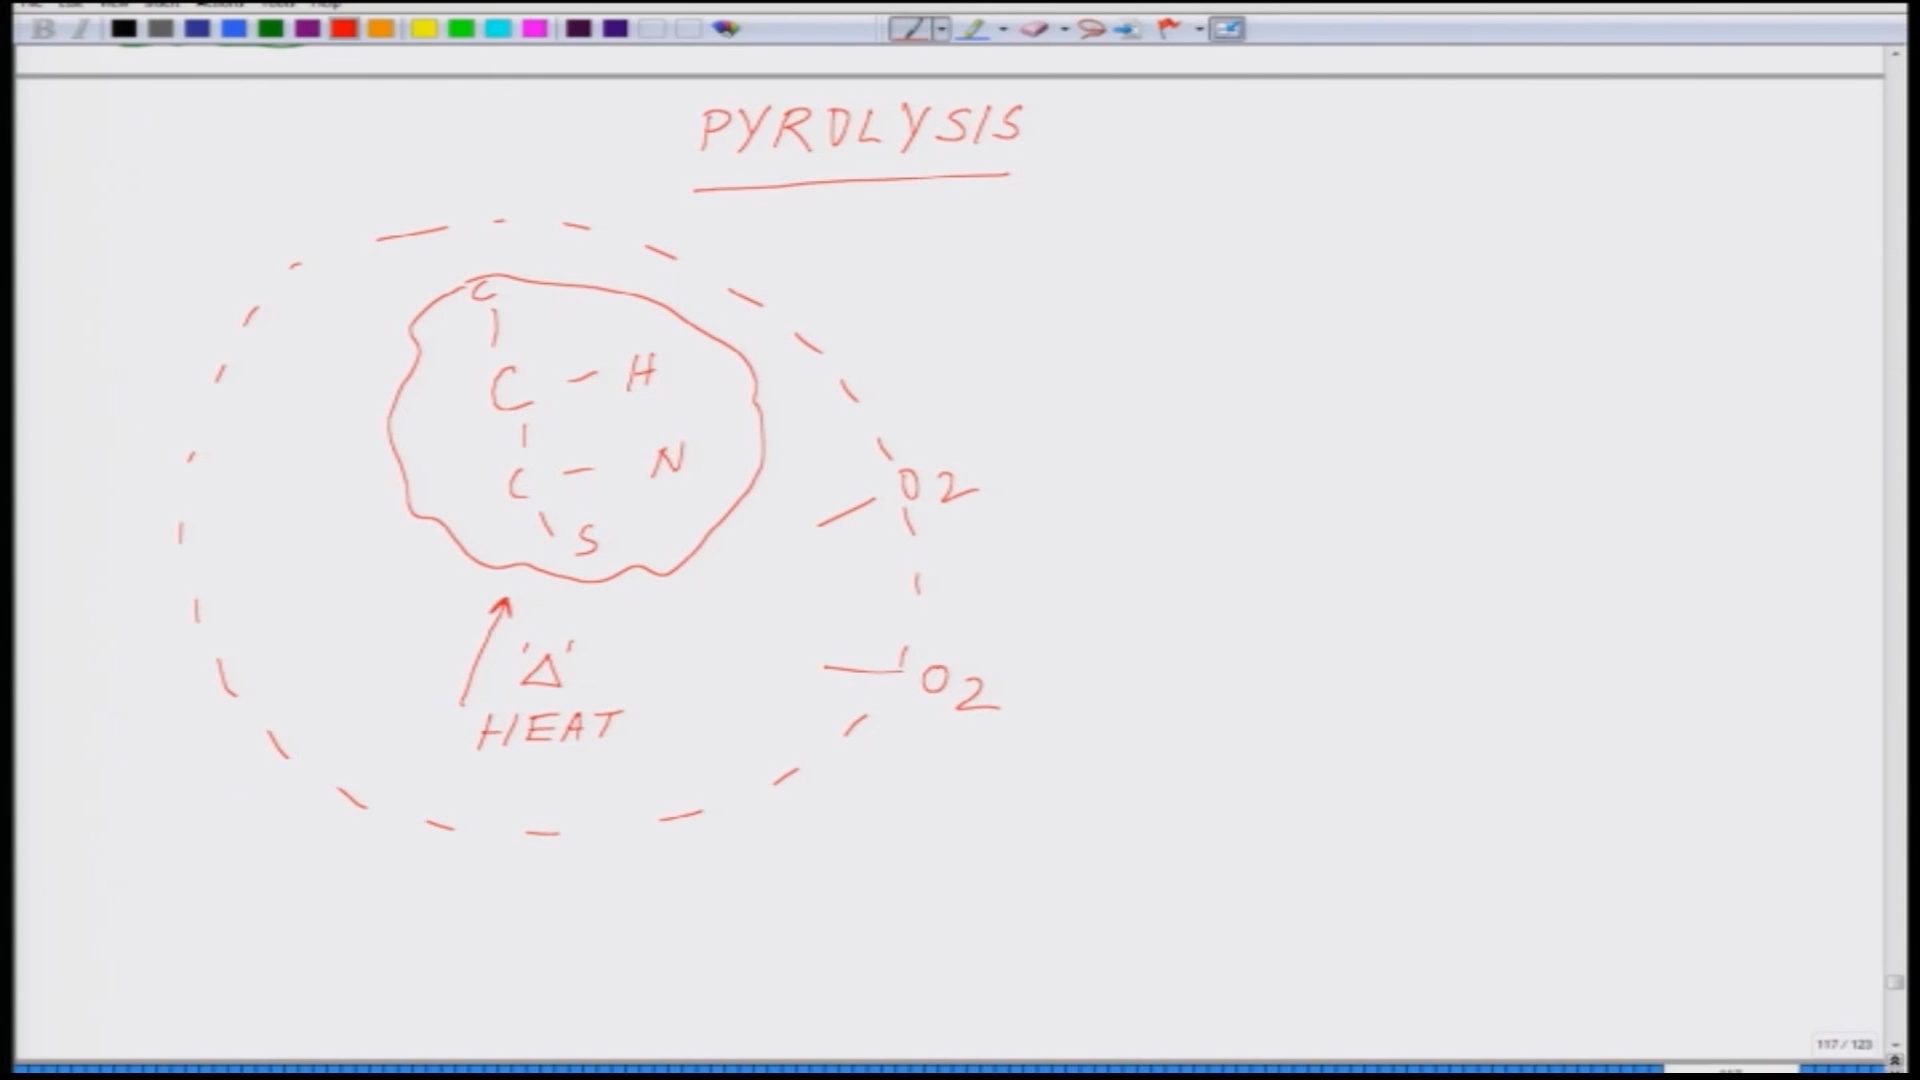 B I
PYROLYSIS
C
C - H
C - N
S
O2
O2
'Δ'
HEAT
117 / 123